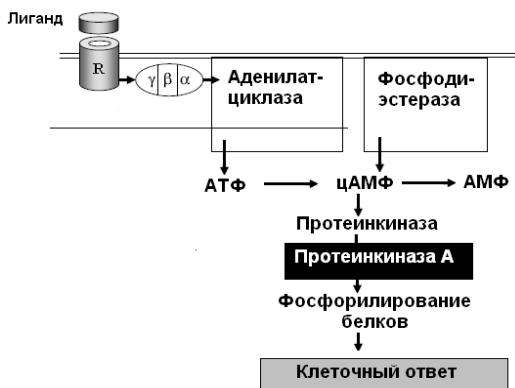 Лиганд
R
γ β α
Аденилат-
циклаза
Фосфоди-
эстераза
АТФ
цАМФ
АМФ
Протеинкиназа
Протеинкиназа А
Фосфорилирование
белков
Клеточный ответ